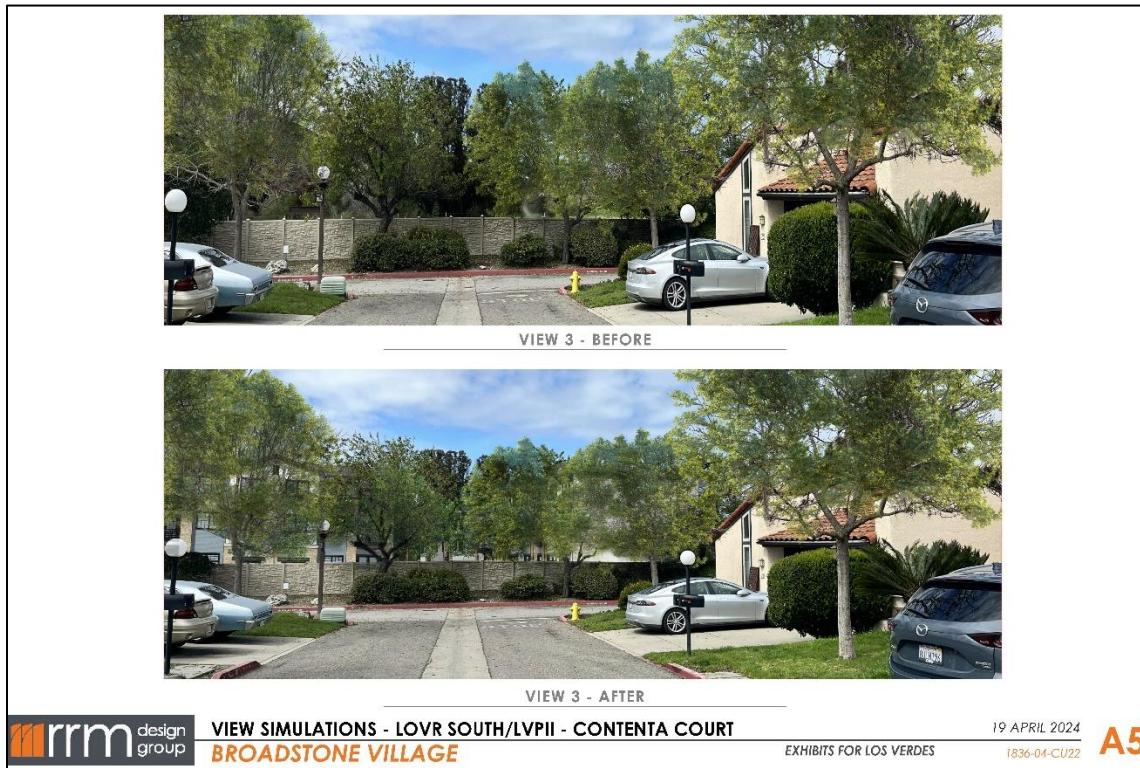 VIEW 3 - BEFORE
VIEW 3 - AFTER
rrm design group
VIEW SIMULATIONS - LOVR SOUTH/LVPII - CONTENTA COURT
BROADSTONE VILLAGE
EXHIBITS FOR LOS VERDES
19 APRIL 2024
1836-04-CU22
A5